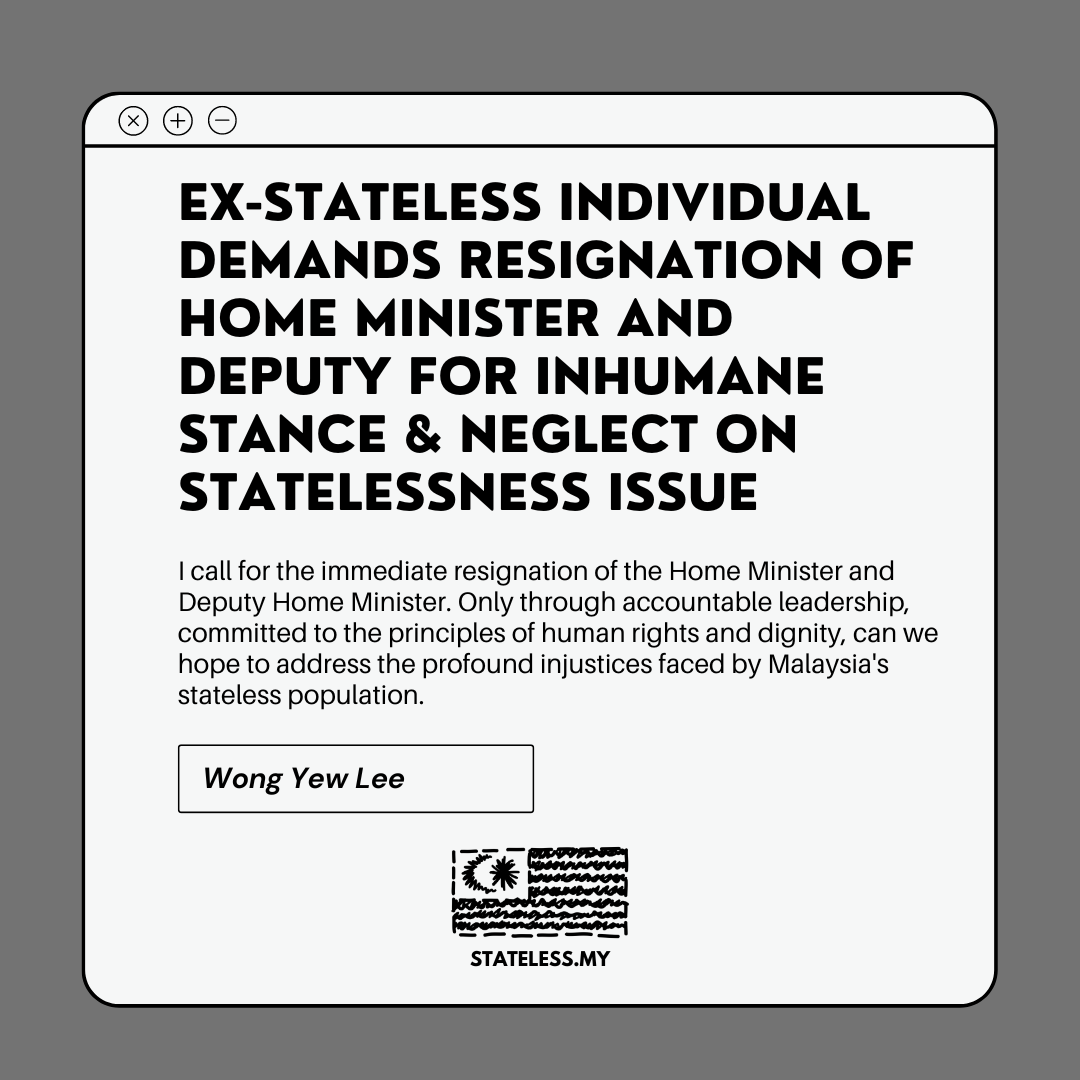 EX-STATELESS INDIVIDUAL
DEMANDS RESIGNATION OF
HOME MINISTER AND
DEPUTY FOR INHUMANE
STANCE & NEGLECT ON
STATELESSNESS ISSUE
I call for the immediate resignation of the Home Minister and
Deputy Home Minister. Only through accountable leadership,
committed to the principles of human rights and dignity, can we
hope to address the profound injustices faced by Malaysia's
stateless population.
Wong Yew Lee
STATELESS.MY